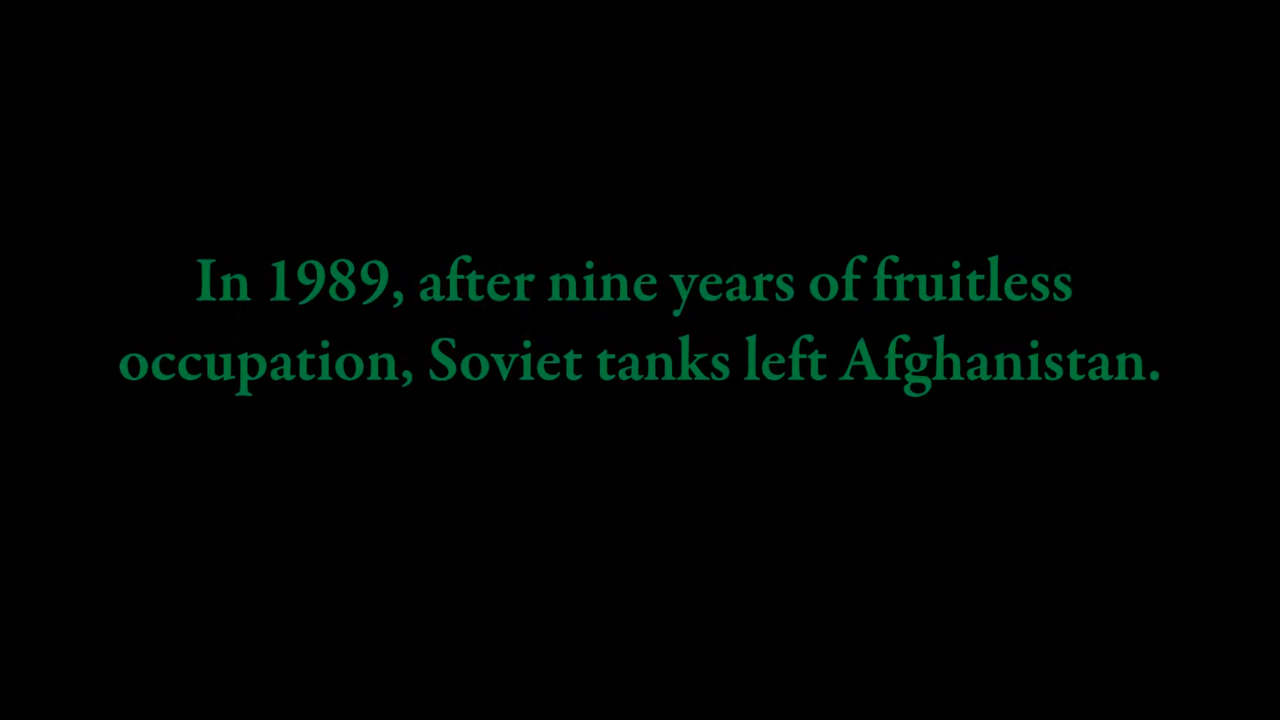 In 1989, after nine years of fruitless
occupation, Soviet tanks left Afghanistan.